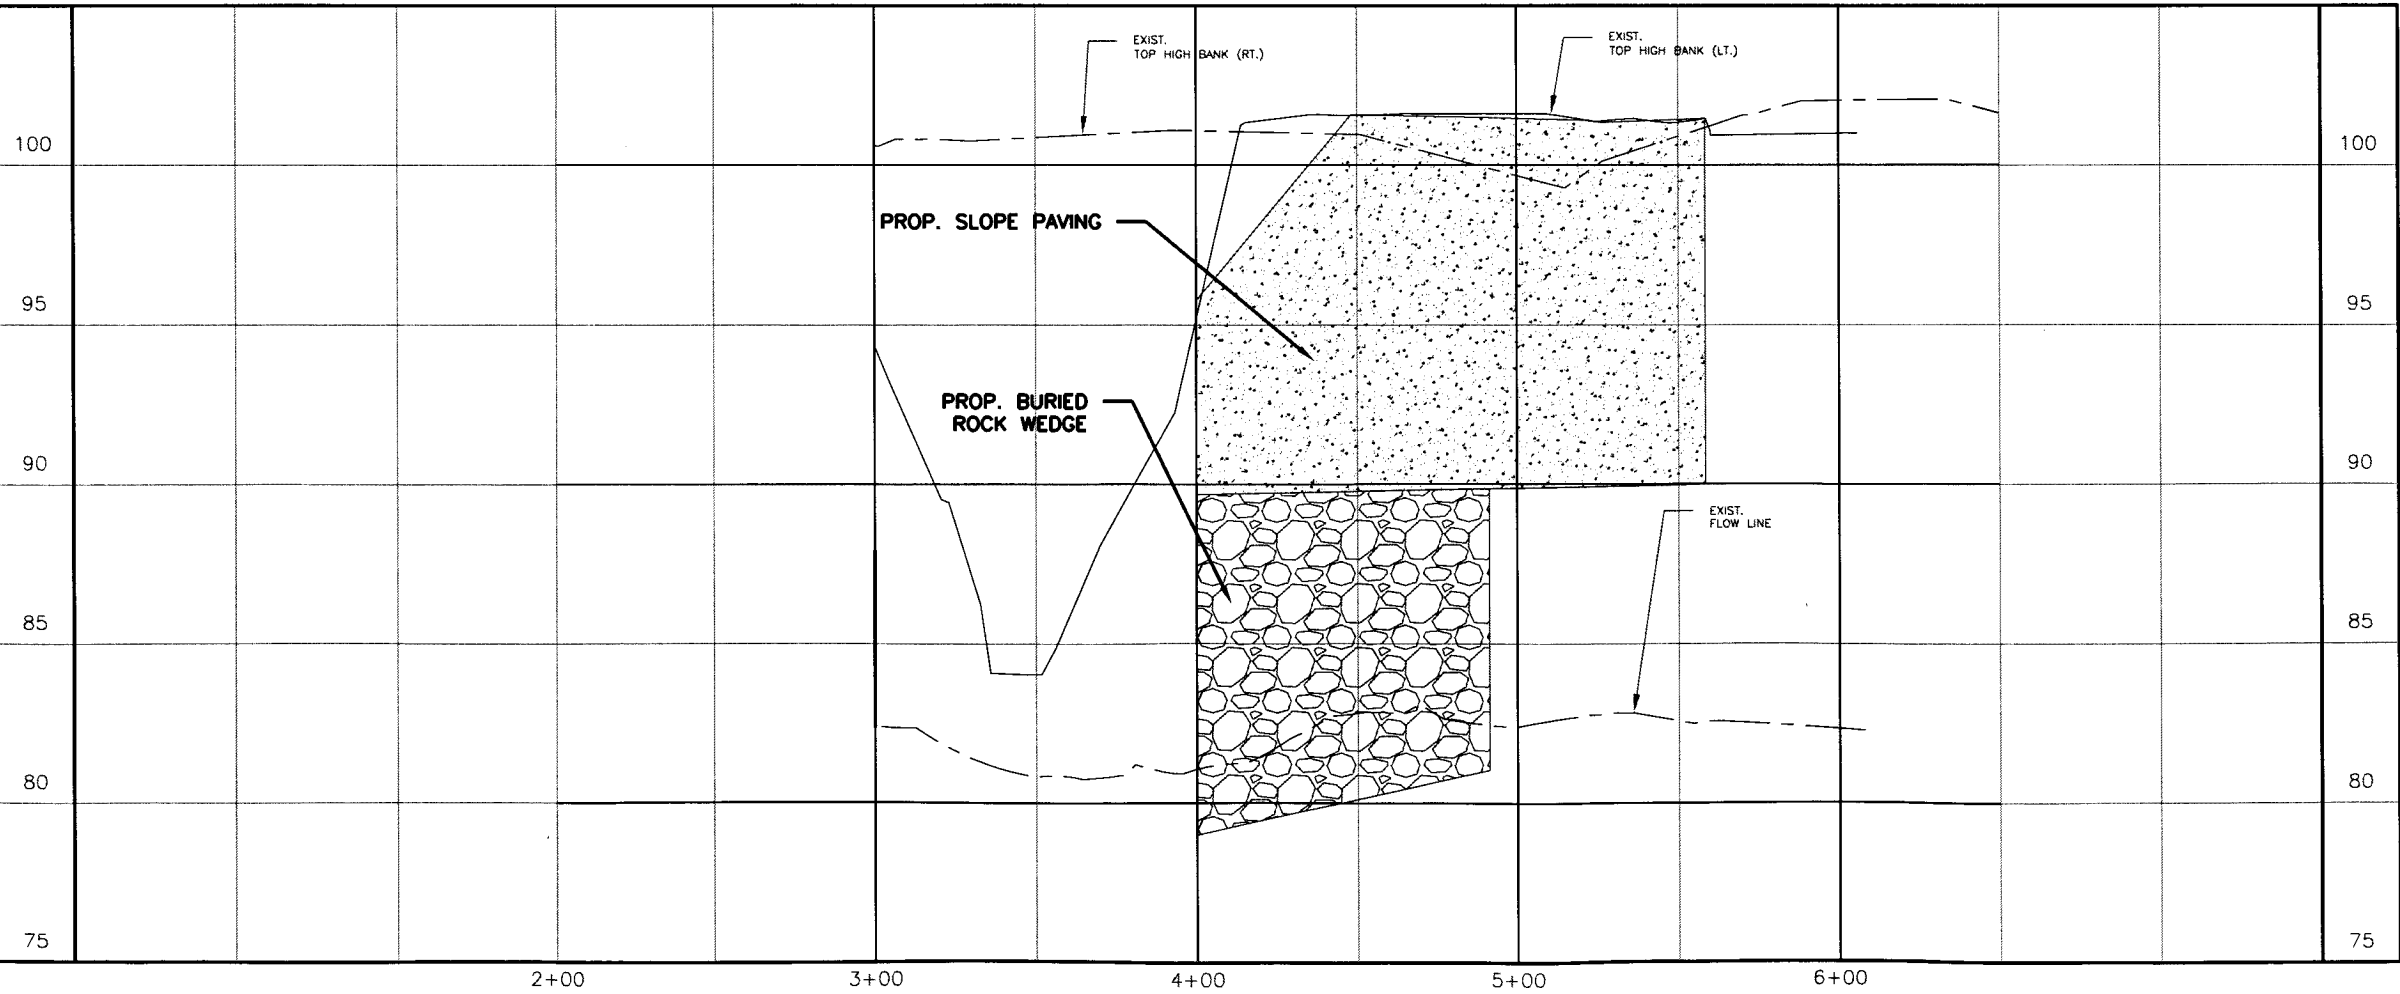 EXIST.
TOP HIGH BANK (RT.)
EXIST.
TOP HIGH BANK (LT.)
100
100
PROP. SLOPE PAVING
95
95
PROP. BURIED
ROCK WEDGE
90
90
EXIST.
FLOW LINE
85
85
80
80
75
75
2+00
3+00
4+00
5+00
6+00